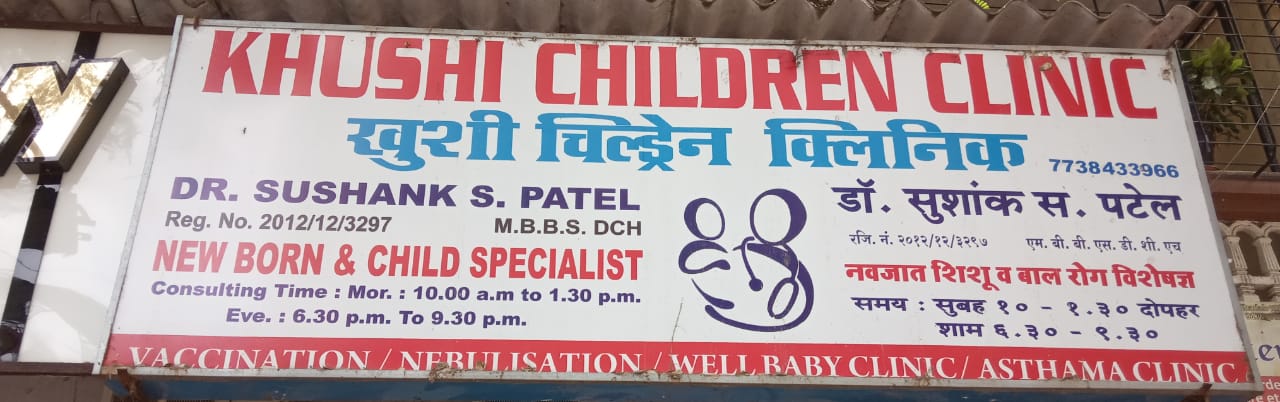 KHUSHI CHILDREN CLINIC
खुशी चिल्ड्रेन क्लिनिक
7738433966
DR. SUSHANK S. PATEL
Reg. No. 2012/12/3297 M.B.B.S. DCH
NEW BORN & CHILD SPECIALIST
Consulting Time : Mor. : 10.00 a.m to 1.30 p.m.
Eve. : 6.30 p.m. To 9.30 p.m.
डॉ. सुशांक स. पटेल
रजि. नं. २०१२/१२/३२९७ एम. बी. बी. एस. डी. शी. एच
नवजात शिशू व बाल रोग विशेषज्ञ
समय : सुबह १० - १.३० दोपहर
शाम ६.३० - ९.३०
VACCINATION / NEBULISATION / WELL BABY CLINIC / ASTHAMA CLINIC